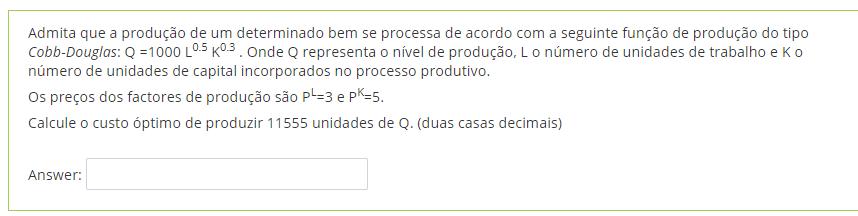 Admita que a produção de um determinado bem se processa de acordo com a seguinte função de produção do tipo
Cobb-Douglas: Q =1000 L⁰·⁵ K⁰·³ . Onde Q representa o nível de produção, L o número de unidades de trabalho e K o
número de unidades de capital incorporados no processo produtivo.
Os preços dos factores de produção são Pᴸ=3 e Pᴷ=5.
Calcule o custo óptimo de produzir 11555 unidades de Q. (duas casas decimais)
Answer: